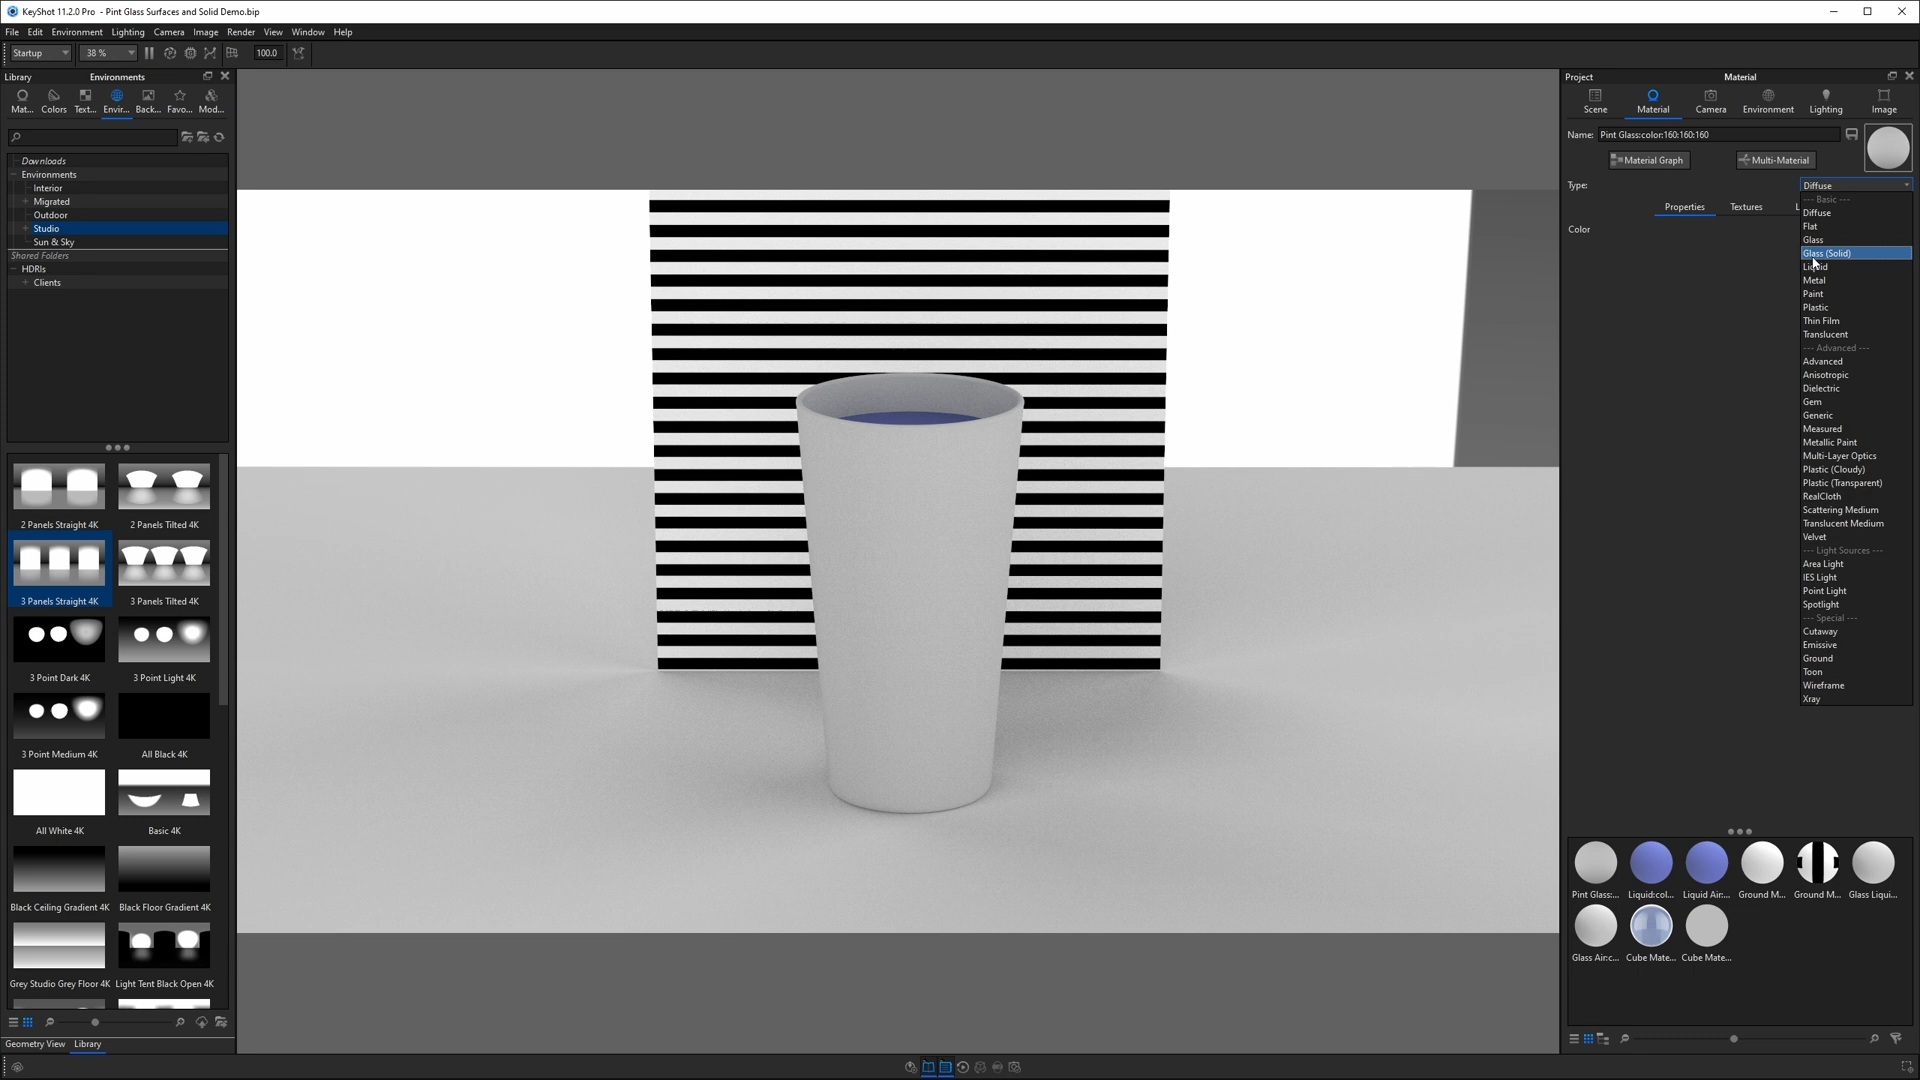 KeyShot 11.2.0 Pro - Pint Glass Surfaces and Solid Demo.bip
File Edit Environment Lighting Camera Image Render View Window Help
Startup 38 % 100.0
Library Environments
Mat... Colors Text... Envir... Back... Favo... Mod...
Downloads
Environments
Interior
Migrated
Outdoor
Studio
Sun & Sky
Shared Folders
HDRIs
Clients
2 Panels Straight 4K 2 Panels Tilted 4K
3 Panels Straight 4K 3 Panels Tilted 4K
3 Point Dark 4K 3 Point Light 4K
3 Point Medium 4K All Black 4K
All White 4K Basic 4K
Black Ceiling Gradient 4K Black Floor Gradient 4K
Grey Studio Grey Floor 4K Light Tent Black Open 4K
Geometry View Library
Project Material
Scene Material Camera Environment Lighting Image
Name: Pint Glass:color:160:160:160
Material Graph Multi-Material
Type: Diffuse
Properties Textures L
Color
--- Basic ---
Diffuse
Flat
Glass
Glass (Solid)
Liquid
Metal
Paint
Plastic
Thin Film
Translucent
--- Advanced ---
Advanced
Anisotropic
Dielectric
Gem
Generic
Measured
Metallic Paint
Multi-Layer Optics
Plastic (Cloudy)
Plastic (Transparent)
RealCloth
Scattering Medium
Translucent Medium
Velvet
--- Light Sources ---
Area Light
IES Light
Point Light
Spotlight
--- Special ---
Cutaway
Emissive
Ground
Toon
Wireframe
Xray
Pint Glass:... Liquid:col... Liquid Air:... Ground M... Ground M... Glass Liqui...
Glass Air:c... Cube Mate... Cube Mate...